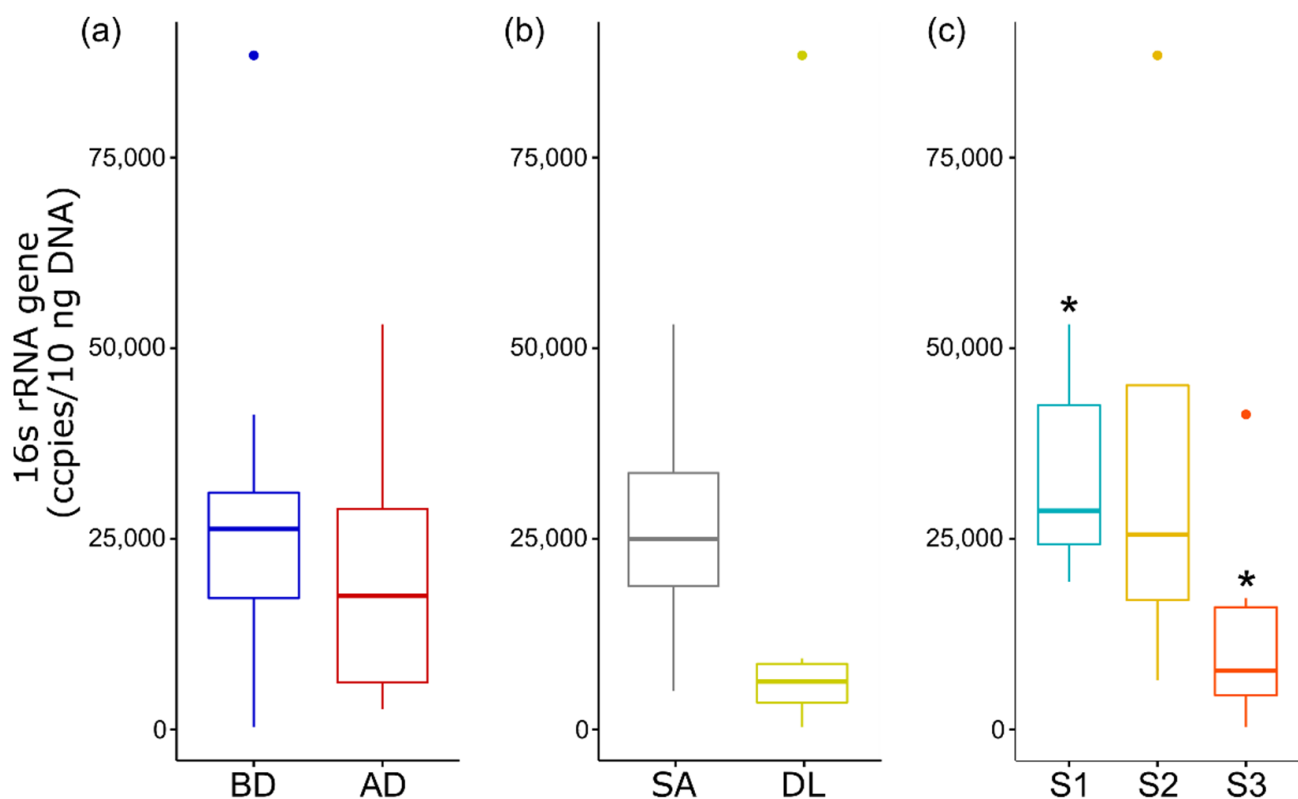 (a)
(b)
(c)
16s rRNA gene
(ccpies/10 ng DNA)
75,000
50,000
25,000
0
BD
AD
75,000
50,000
25,000
0
SA
DL
75,000
50,000
25,000
0
*
*
S1
S2
S3